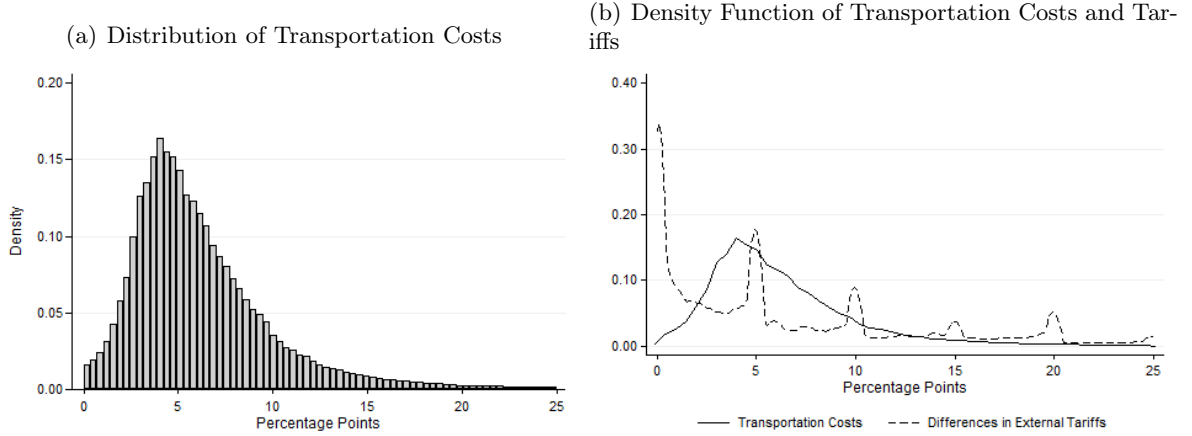 (a) Distribution of Transportation Costs
0.20
0.15
0.10
0.05
0.00
Density
0 5 10 15 20 25
Percentage Points
(b) Density Function of Transportation Costs and Tar-
iffs
0.40
0.30
0.20
0.10
0.00
0 5 10 15 20 25
Percentage Points
Transportation Costs Differences in External Tariffs